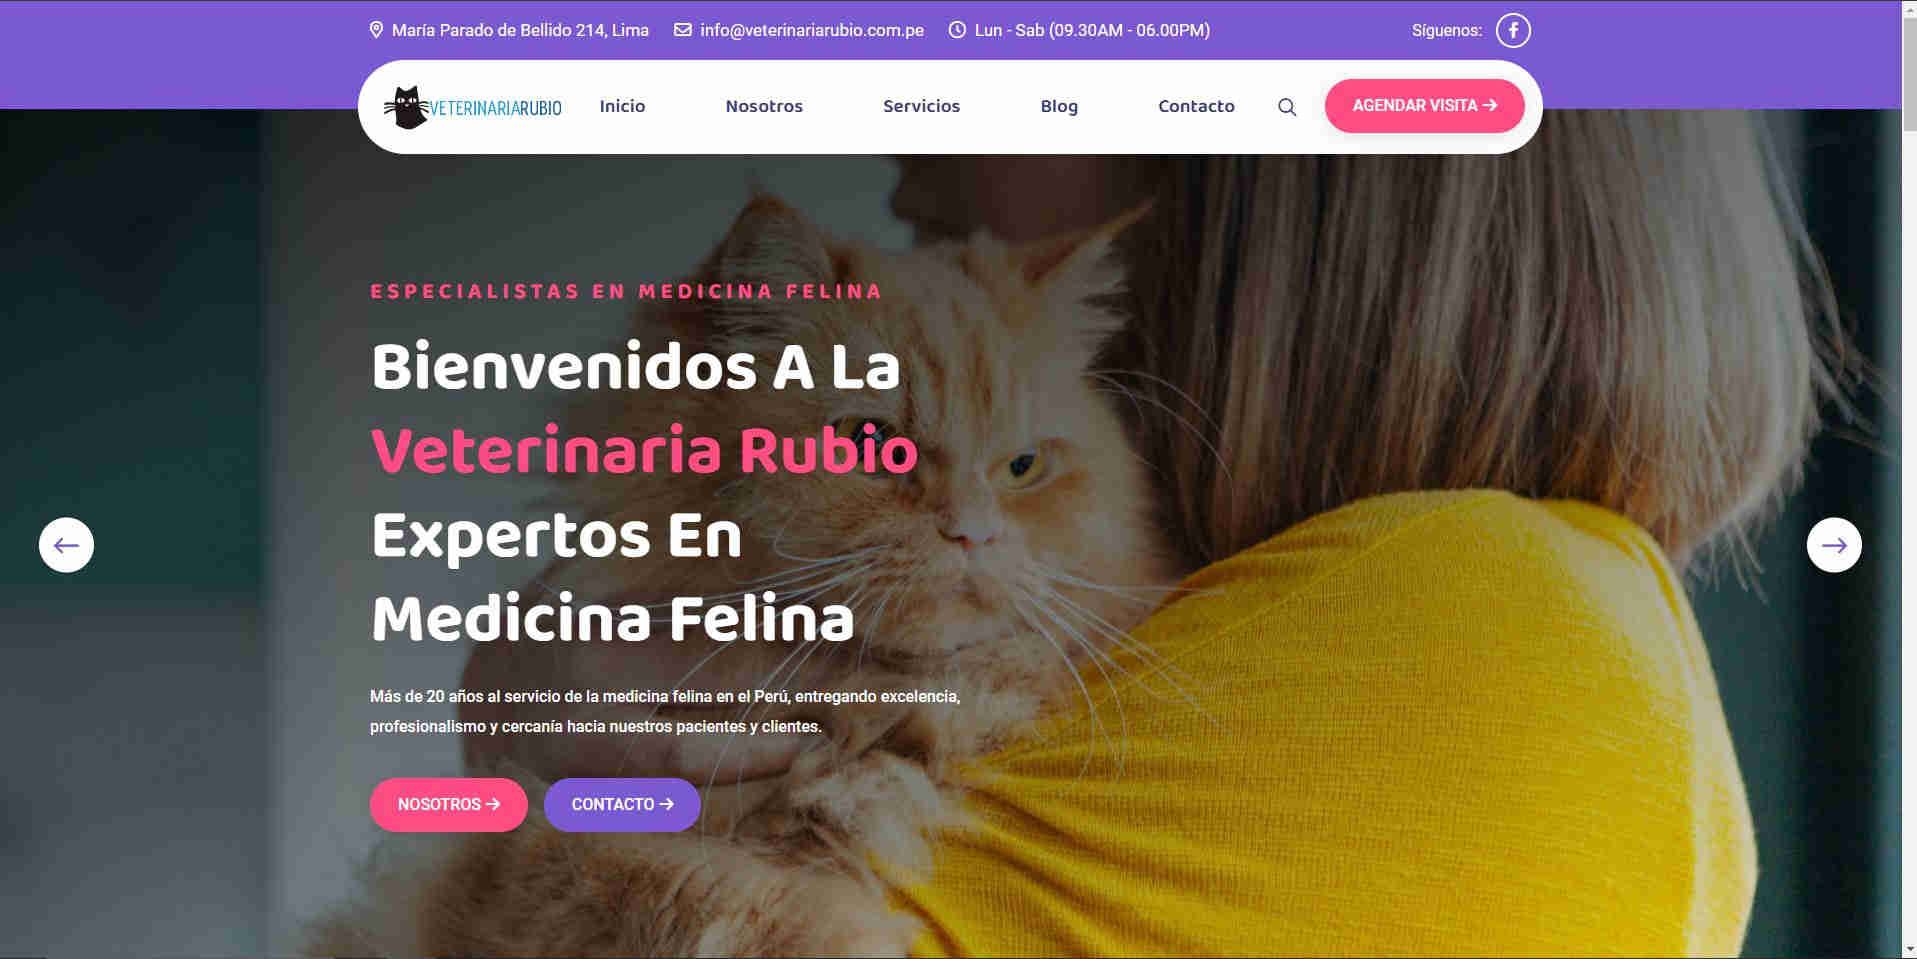 María Parado de Bellido 214, Lima info@veterinariarubio.com.pe Lun - Sab (09.30AM - 06.00PM) Síguenos:
VETERINARIARUBIO Inicio Nosotros Servicios Blog Contacto AGENDAR VISITA
ESPECIALISTAS EN MEDICINA FELINA
Bienvenidos A La
Veterinaria Rubio
Expertos En
Medicina Felina
Más de 20 años al servicio de la medicina felina en el Perú, entregando excelencia,
profesionalismo y cercanía hacia nuestros pacientes y clientes.
NOSOTROS CONTACTO